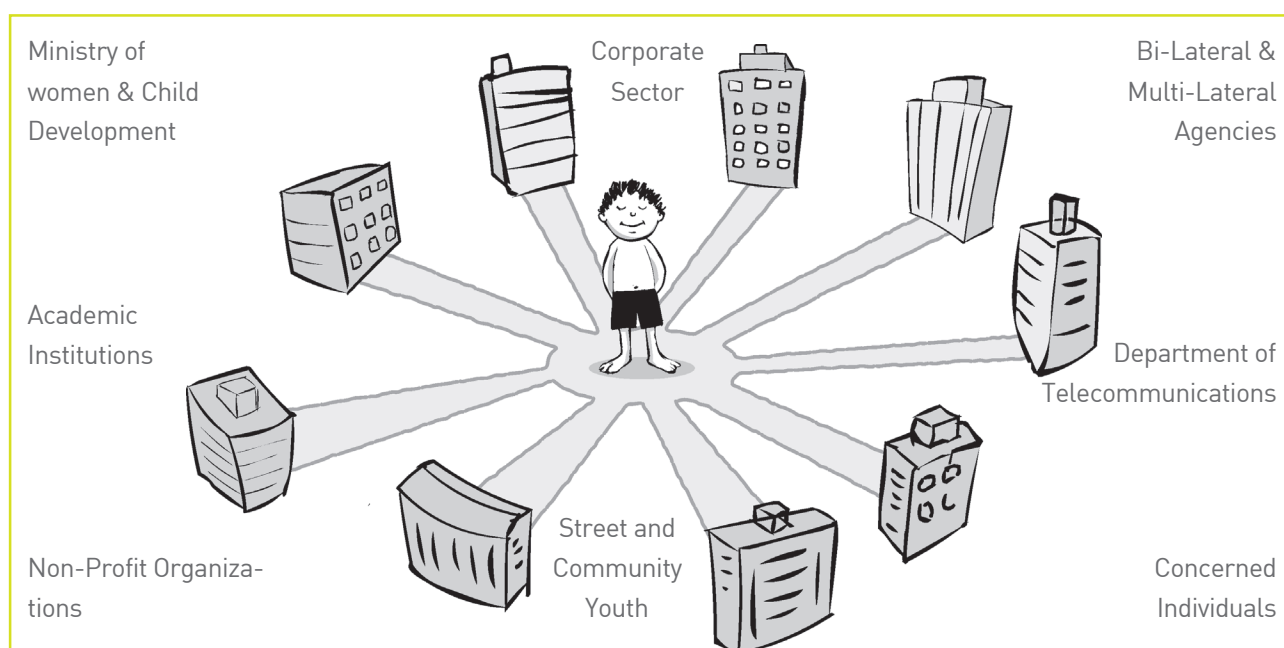 Ministry of
women & Child
Development
Corporate
Sector
Bi-Lateral &
Multi-Lateral
Agencies
Academic
Institutions
Department of
Telecommunications
Non-Profit Organiza-
tions
Street and
Community
Youth
Concerned
Individuals